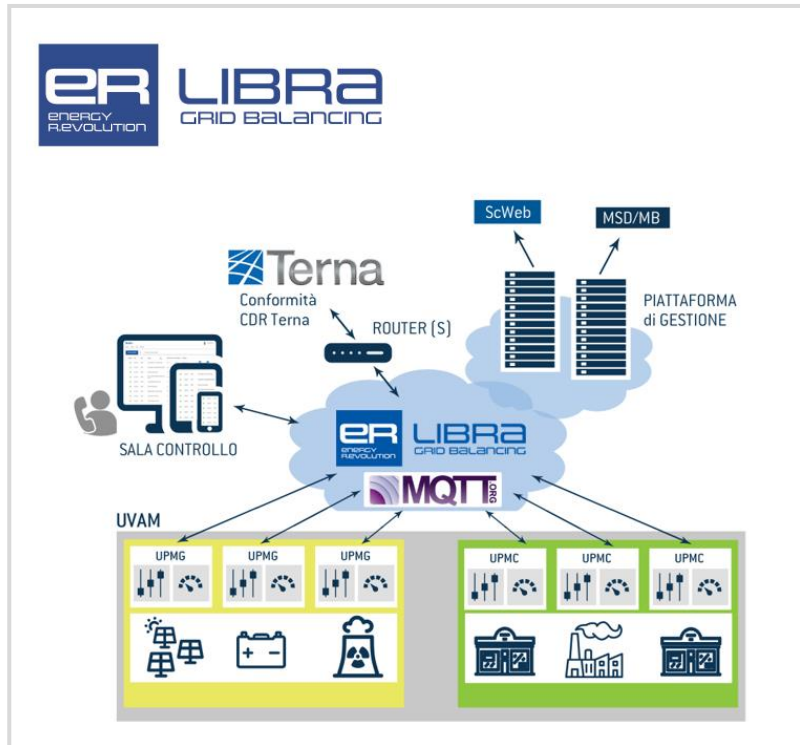 eR
ENERGY
R.EVOLUTION
LIBRa
GRID BALANCING
ScWeb
MSD/MB
Terna
Conformità
CDR Terna
ROUTER (S)
PIATTAFORMA
di GESTIONE
SALA CONTROLLO
eR
ENERGY
R.EVOLUTION
LIBRa
GRID BALANCING
MQTT.ORG
UVAM
UPMG
UPMG
UPMG
UPMC
UPMC
UPMC